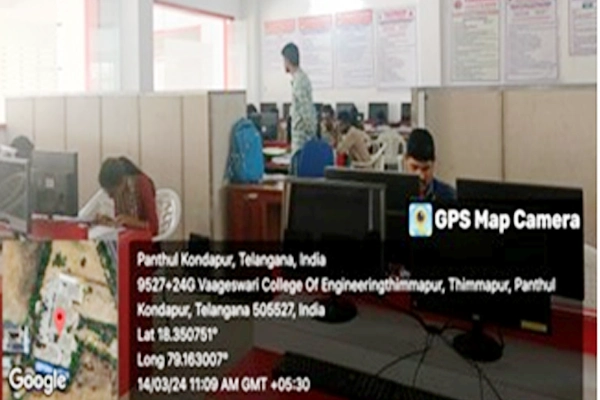 GPS Map Camera
Panthul Kondapur, Telangana, India
9527+24G Vaageswari College Of Engineeringthimmapur, Thimmapur, Panthul
Kondapur, Telangana 505527, India
Lat 18.350751°
Long 79.163007°
14/03/24 11:09 AM GMT +05:30
Google